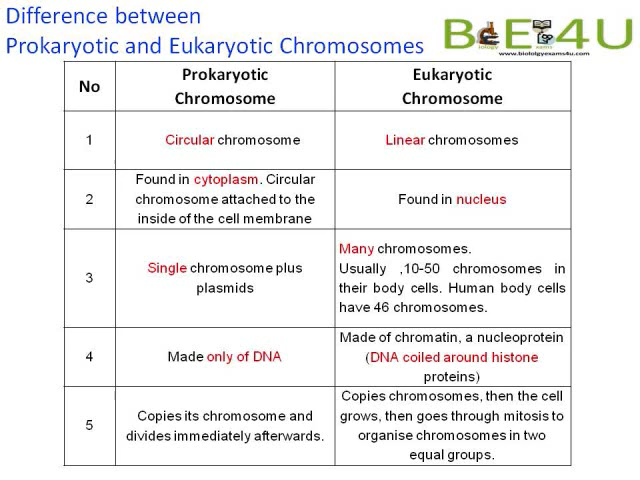 Difference between
Prokaryotic and Eukaryotic Chromosomes
B E 4U
biology exams
www.biololgyexams4u.com
No
Prokaryotic
Chromosome
Eukaryotic
Chromosome
1
Circular chromosome
Linear chromosomes
2
Found in cytoplasm. Circular
chromosome attached to the
inside of the cell membrane
Found in nucleus
3
Single chromosome plus
plasmids
Many chromosomes.
Usually ,10-50 chromosomes in
their body cells. Human body cells
have 46 chromosomes.
4
Made only of DNA
Made of chromatin, a nucleoprotein
(DNA coiled around histone
proteins)
5
Copies its chromosome and
divides immediately afterwards.
Copies chromosomes, then the cell
grows, then goes through mitosis to
organise chromosomes in two
equal groups.